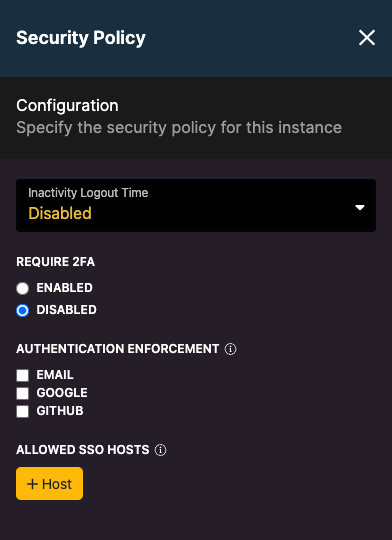 Security Policy
Configuration
Specify the security policy for this instance
Inactivity Logout Time
Disabled
REQUIRE 2FA
ENABLED
DISABLED
AUTHENTICATION ENFORCEMENT
EMAIL
GOOGLE
GITHUB
ALLOWED SSO HOSTS
+ Host